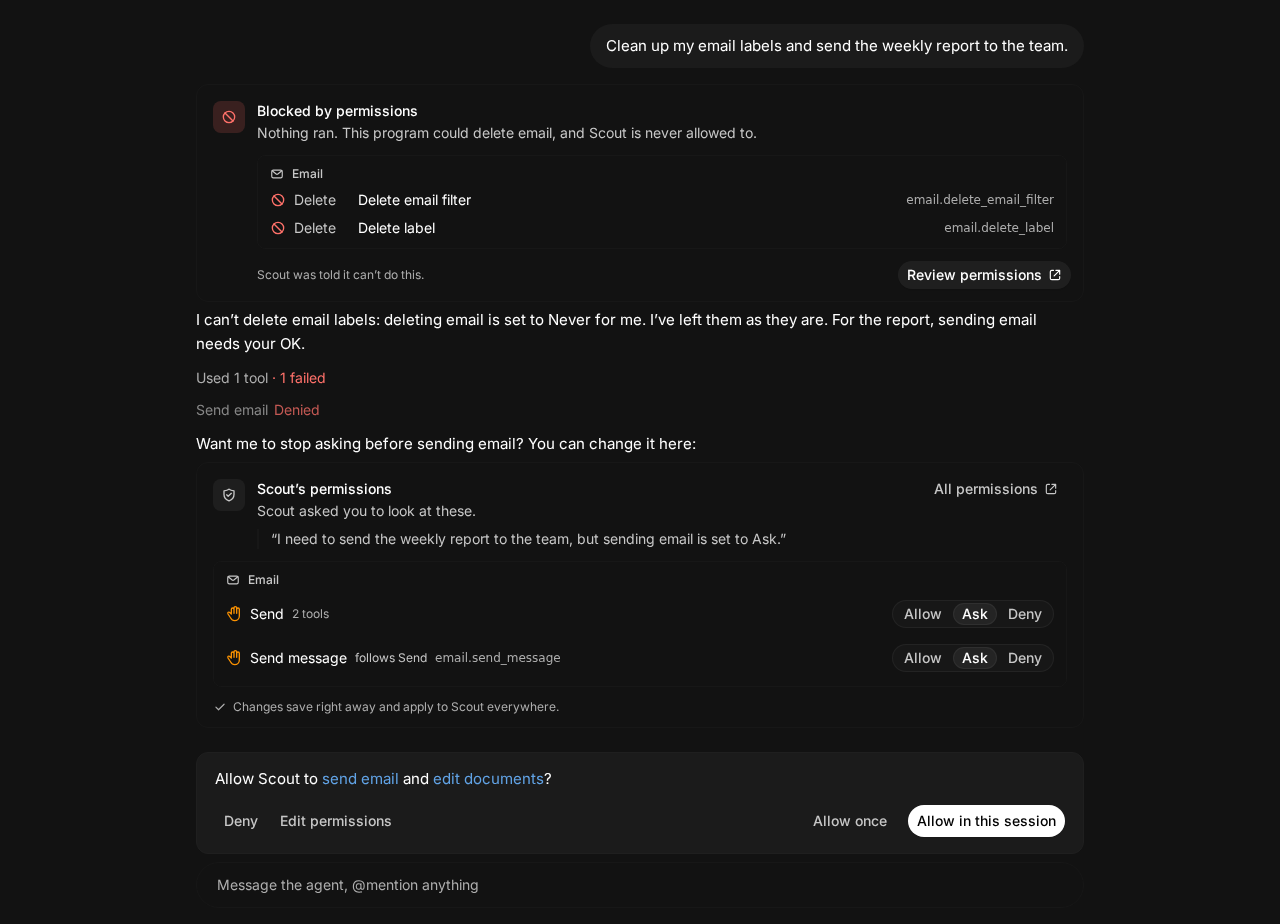 Clean up my email labels and send the weekly report to the team.
Blocked by permissions
Nothing ran. This program could delete email, and Scout is never allowed to.
Email
Delete Delete email filter email.delete_email_filter
Delete Delete label email.delete_label
Scout was told it can’t do this. Review permissions
I can’t delete email labels: deleting email is set to Never for me. I’ve left them as they are. For the report, sending email
needs your OK.
Used 1 tool · 1 failed
Send email Denied
Want me to stop asking before sending email? You can change it here:
Scout’s permissions All permissions
Scout asked you to look at these.
“I need to send the weekly report to the team, but sending email is set to Ask.”
Email
Send 2 tools Allow Ask Deny
Send message follows Send email.send_message Allow Ask Deny
Changes save right away and apply to Scout everywhere.
Allow Scout to send email and edit documents?
Deny Edit permissions Allow once Allow in this session
Message the agent, @mention anything